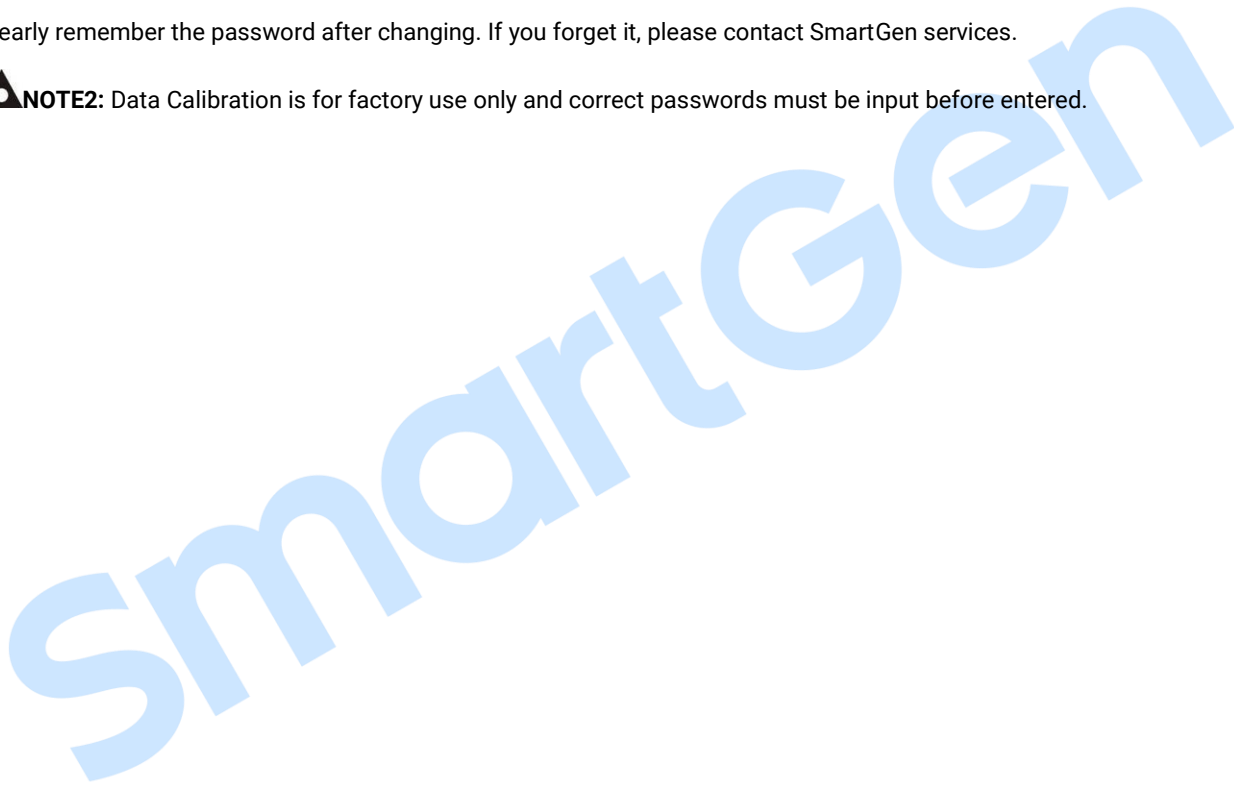 early remember the password after changing. If you forget it, please contact SmartGen services.
NOTE2: Data Calibration is for factory use only and correct passwords must be input before entered.
SmartGen